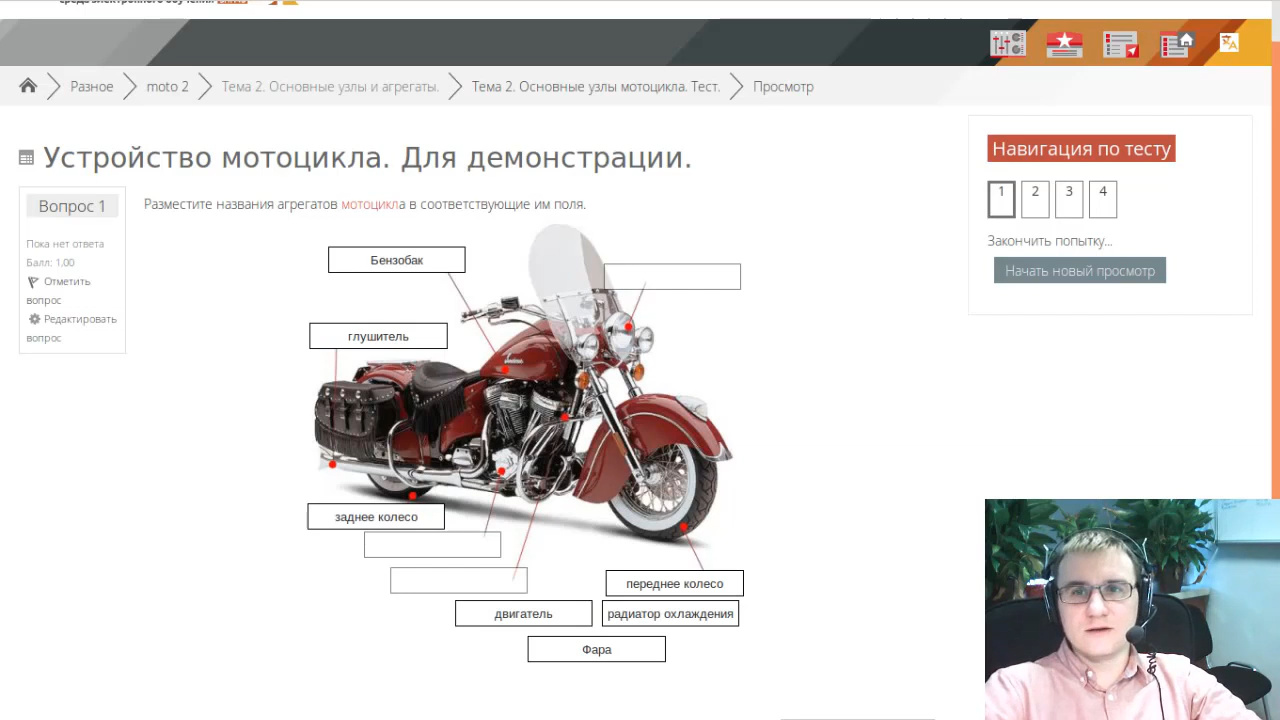 Разное
moto 2
Тема 2. Основные узлы и агрегаты.
Тема 2. Основные узлы мотоцикла. Тест.
Просмотр
Устройство мотоцикла. Для демонстрации.
Вопрос 1
Пока нет ответа
Балл: 1,00
Отметить
вопрос
Редактировать
вопрос
Разместите названия агрегатов мотоцикла в соответствующие им поля.
Бензобак
глушитель
заднее колесо
переднее колесо
двигатель
радиатор охлаждения
Фара
Навигация по тесту
1 2 3 4
Закончить попытку...
Начать новый просмотр